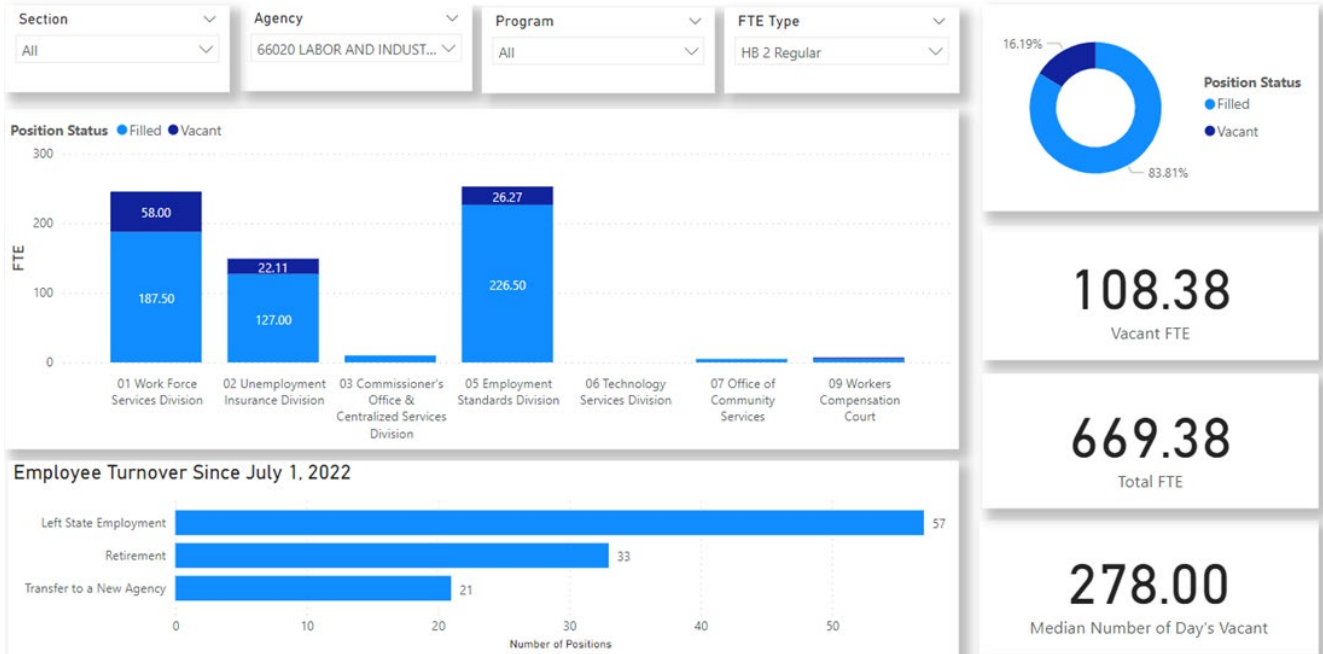 Section
All
Agency
66020 LABOR AND INDUST...
Program
All
FTE Type
HB 2 Regular
Position Status Filled Vacant
300
200
100
0
FTE
58.00
187.50
22.11
127.00
26.27
226.50
01 Work Force
Services Division
02 Unemployment
Insurance Division
03 Commissioner's
Office &
Centralized Services
Division
05 Employment
Standards Division
06 Technology
Services Division
07 Office of
Community
Services
09 Workers
Compensation
Court
Employee Turnover Since July 1, 2022
Left State Employment
57
Retirement
33
Transfer to a New Agency
21
0 10 20 30 40 50
Number of Positions
16.19%
83.81%
Position Status
Filled
Vacant
108.38
Vacant FTE
669.38
Total FTE
278.00
Median Number of Day's Vacant